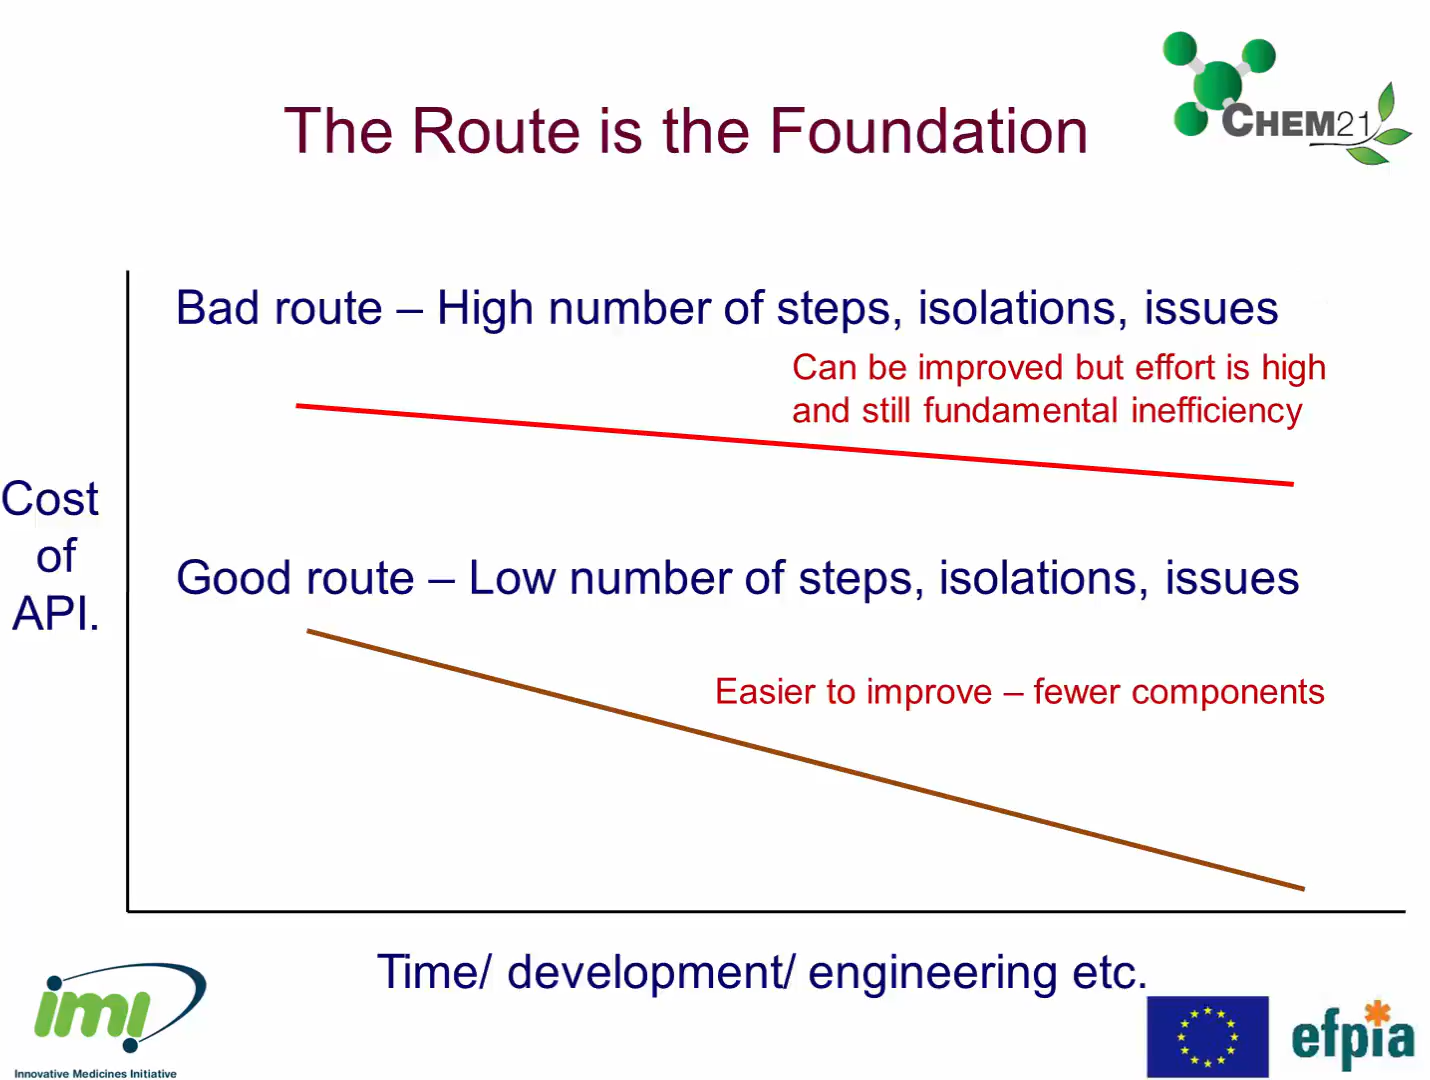 The Route is the Foundation
CHEM21
Bad route – High number of steps, isolations, issues
Can be improved but effort is high
and still fundamental inefficiency
Cost
of
API.
Good route – Low number of steps, isolations, issues
Easier to improve – fewer components
Time/ development/ engineering etc.
imi
Innovative Medicines Initiative
efpia